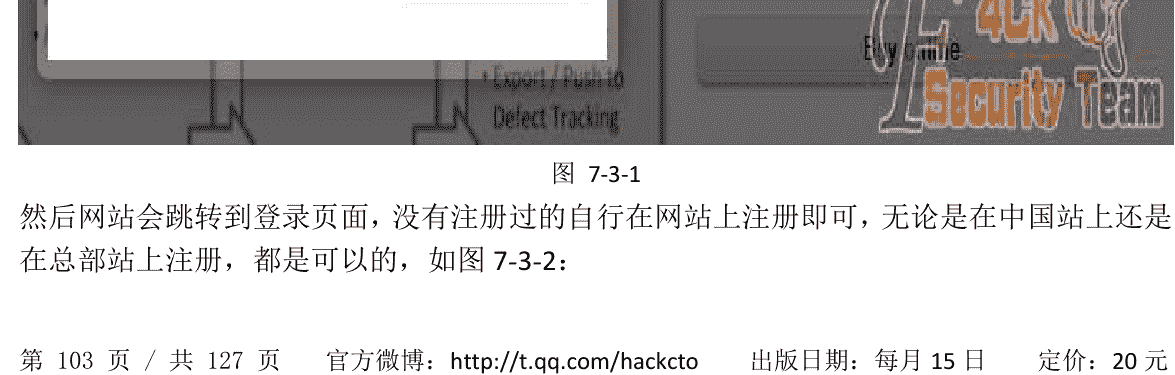 Buy online
• Export / Push to
Defect Tracking
Security Team
图 7-3-1
然后网站会跳转到登录页面，没有注册过的自行在网站上注册即可，无论是在中国站上还是
在总部站上注册，都是可以的，如图 7-3-2：
第 103 页 / 共 127 页 官方微博：http://t.qq.com/hackcto 出版日期：每月 15 日 定价：20 元